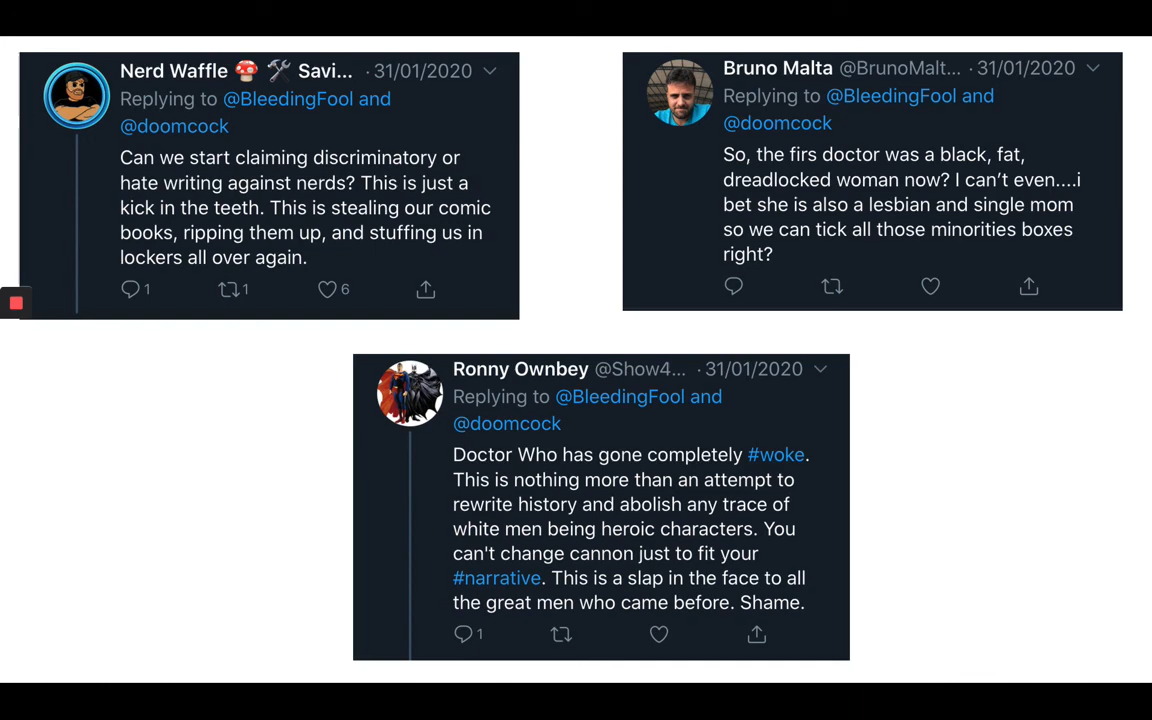 Nerd Waffle 🍄 🛠 Savi... · 31/01/2020
Replying to @BleedingFool and
@doomcock
Can we start claiming discriminatory or
hate writing against nerds? This is just a
kick in the teeth. This is stealing our comic
books, ripping them up, and stuffing us in
lockers all over again.
1 1 6
Bruno Malta @BrunoMalt... · 31/01/2020
Replying to @BleedingFool and
@doomcock
So, the firs doctor was a black, fat,
dreadlocked woman now? I can’t even....i
bet she is also a lesbian and single mom
so we can tick all those minorities boxes
right?
Ronny Ownbey @Show4... · 31/01/2020
Replying to @BleedingFool and
@doomcock
Doctor Who has gone completely #woke.
This is nothing more than an attempt to
rewrite history and abolish any trace of
white men being heroic characters. You
can't change cannon just to fit your
#narrative. This is a slap in the face to all
the great men who came before. Shame.
1